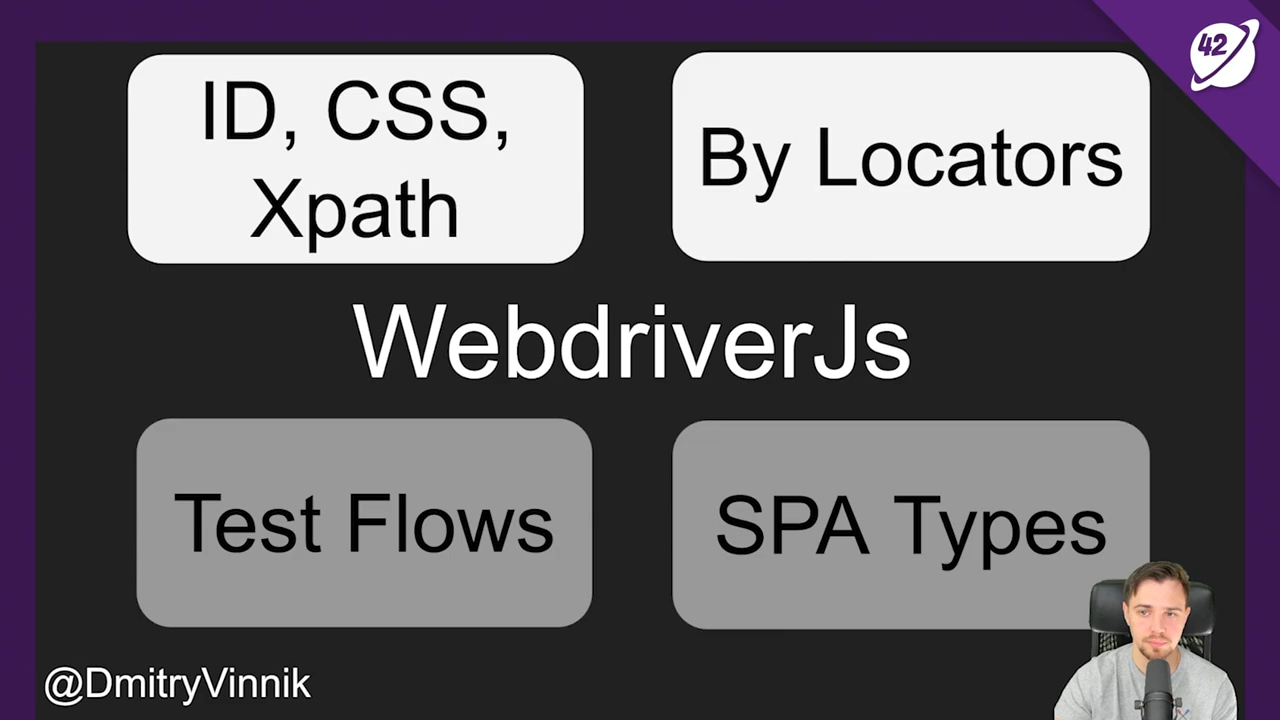 42
ID, CSS,
Xpath
By Locators
WebdriverJs
Test Flows
SPA Types
@DmitryVinnik